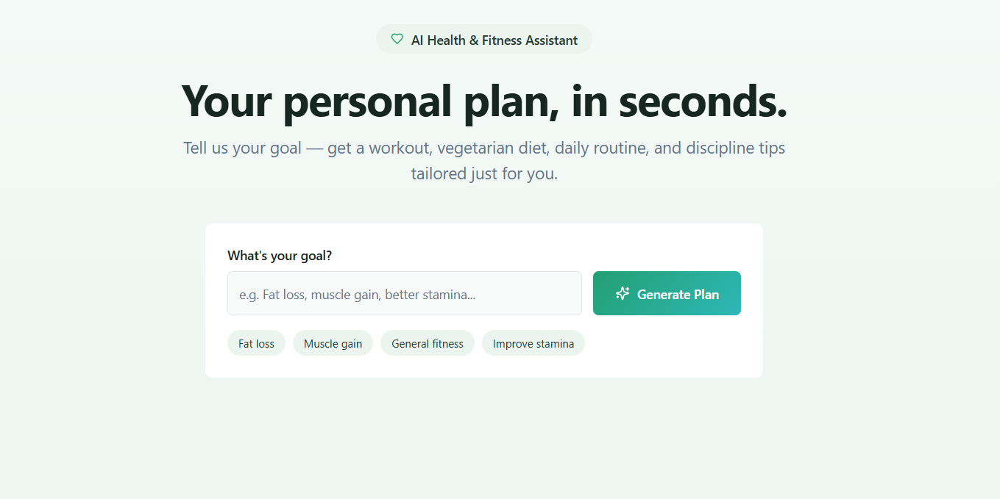 AI Health & Fitness Assistant
Your personal plan, in seconds.
Tell us your goal — get a workout, vegetarian diet, daily routine, and discipline tips
tailored just for you.
What's your goal?
e.g. Fat loss, muscle gain, better stamina...
Generate Plan
Fat loss
Muscle gain
General fitness
Improve stamina